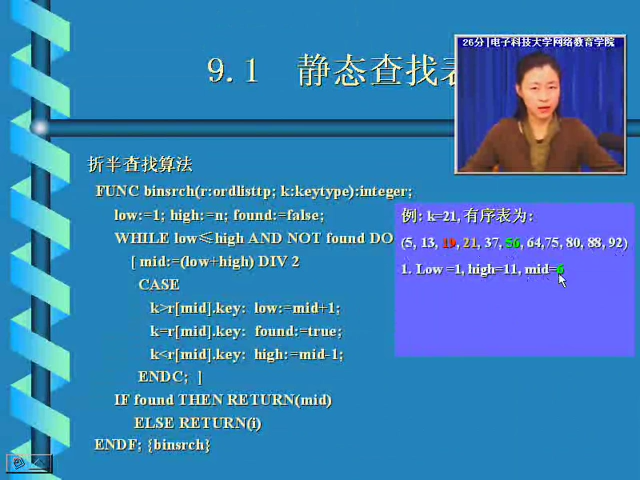 26分|电子科技大学网络教育学院
9.1 静态查找
折半查找算法
FUNC binsrch(r:ordlisttp; k:keytype):integer;
low:=1; high:=n; found:=false;
WHILE low≤high AND NOT found DO
[ mid:=(low+high) DIV 2
CASE
k>r[mid].key: low:=mid+1;
k=r[mid].key: found:=true;
k<r[mid].key: high:=mid-1;
ENDC; ]
IF found THEN RETURN(mid)
ELSE RETURN(i)
ENDF; {binsrch}
例: k=21, 有序表为:
(5, 13, 19, 21, 37, 56, 64,75, 80, 88, 92)
1. Low =1, high=11, mid=6